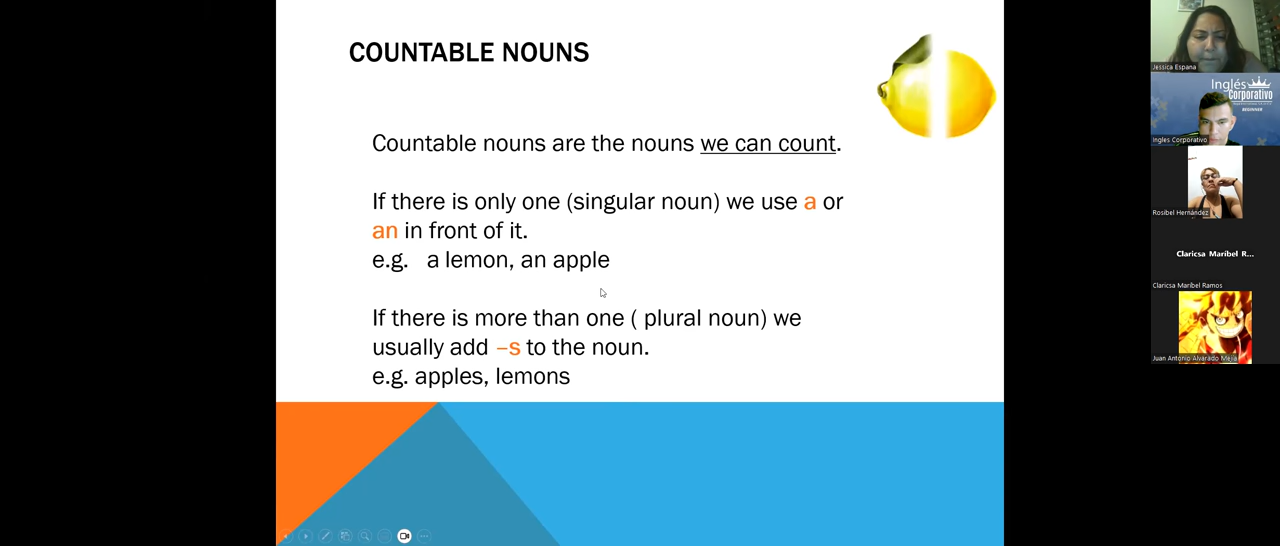 COUNTABLE NOUNS
Countable nouns are the nouns we can count.
If there is only one (singular noun) we use a or
an in front of it.
e.g. a lemon, an apple
If there is more than one ( plural noun) we
usually add –s to the noun.
e.g. apples, lemons
Jessica Espana
Inglés
Corporativo
BEGINNER
Ingles Corporativo
Rosibel Hernández
Claricsa Maribel R...
Claricsa Maribel Ramos
Juan Antonio Alvarado Mejia